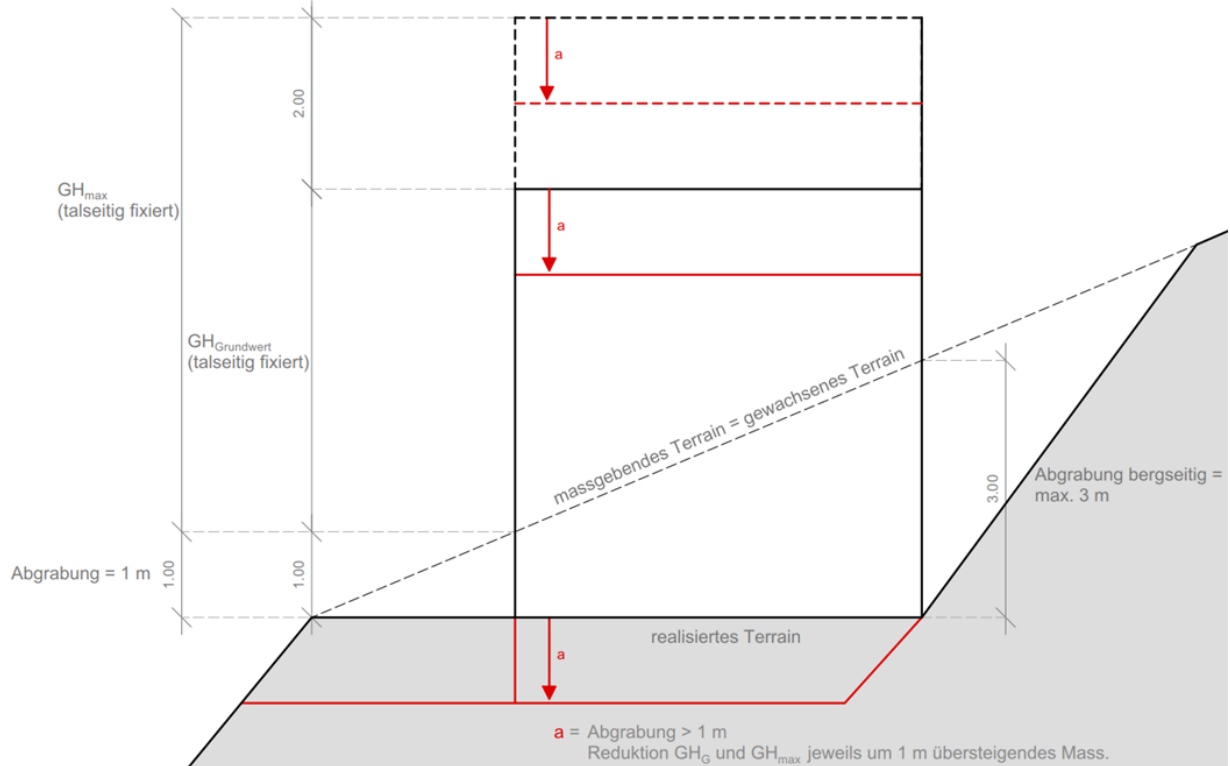 a
2.00
GHmax
(talseitig fixiert)
a
GHGrundwert
(talseitig fixiert)
massgebendes Terrain = gewachsenes Terrain
3.00
Abgrabung bergseitig =
max. 3 m
Abgrabung = 1 m
1.00
1.00
realisiertes Terrain
a
a = Abgrabung > 1 m
Reduktion GHG und GHmax jeweils um 1 m übersteigendes Mass.